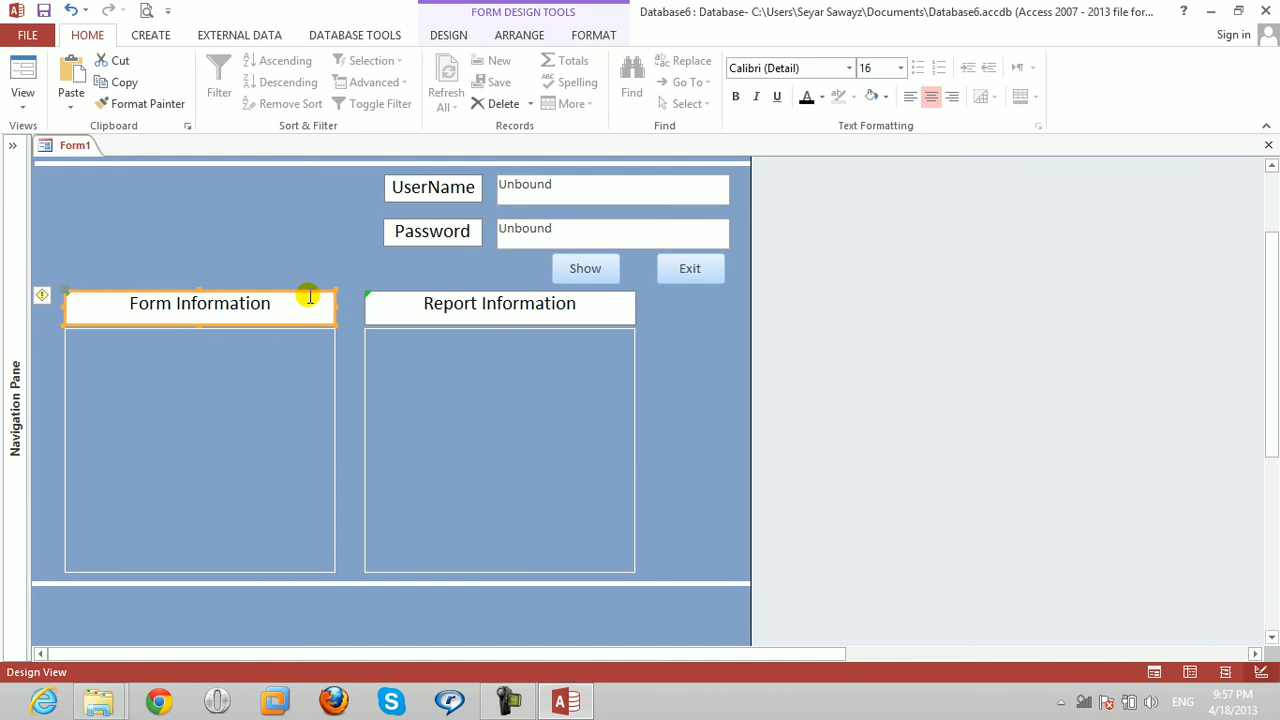 FORM DESIGN TOOLS
Database6 : Database- C:\Users\Seyar Sawayz\Documents\Database6.accdb (Access 2007 - 2013 file for...
?
FILE
HOME
CREATE
EXTERNAL DATA
DATABASE TOOLS
DESIGN
ARRANGE
FORMAT
Sign in
View
Paste
Cut
Copy
Format Painter
Filter
Ascending
Descending
Remove Sort
Selection
Advanced
Toggle Filter
Refresh
All
New
Save
Delete
Totals
Spelling
More
Find
Replace
Go To
Select
Calibri (Detail)
16
B I U A
Views
Clipboard
Sort & Filter
Records
Find
Text Formatting
Form1
Navigation Pane
UserName
Unbound
Password
Unbound
Show
Exit
Form Information
Report Information
Design View
ENG
9:57 PM
4/18/2013